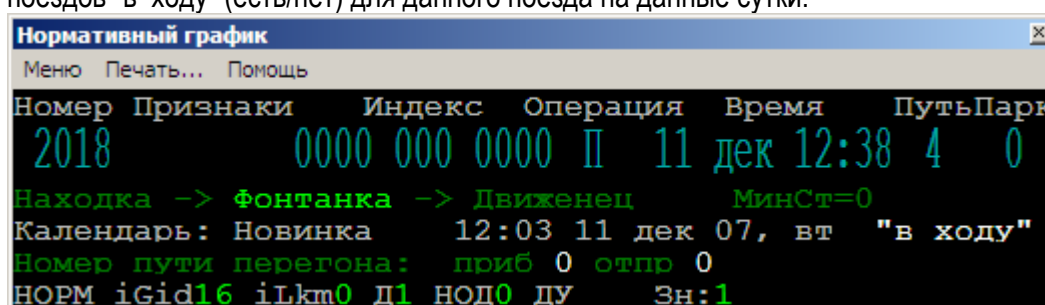 поездов "в ходу" (есть/нет) для данного поезда на данные сутки.
Нормативный график
Меню Печать... Помощь
Номер Признаки Индекс Операция Время ПутьПарк
2018 0000 000 0000 П 11 дек 12:38 4 0
Находка -> Фонтанка -> Движенец МинСт=0
Календарь: Новинка 12:03 11 дек 07, вт "в ходу"
Номер пути перегона: приб 0 отпр 0
НОРМ iGid16 iLkm0 Д1 НОД0 ДУ Зн:1